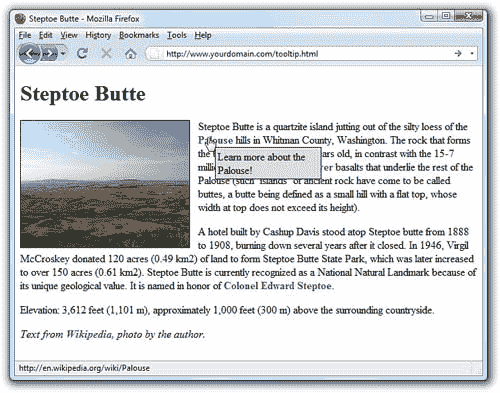 Steptoe Butte - Mozilla Firefox
File Edit View History Bookmarks Tools Help
http://www.yourdomain.com/tooltip.html
Steptoe Butte
Steptoe Butte is a quartzite island jutting out of the silty loess of the
Palouse hills in Whitman County, Washington. The rock that forms
the ars old, in contrast with the 15-7
Learn more about the
Palouse!
milli er basalts that underlie the rest of the
Palouse (such "islands" of ancient rock have come to be called
buttes, a butte being defined as a small hill with a flat top, whose
width at top does not exceed its height).
A hotel built by Cashup Davis stood atop Steptoe butte from 1888
to 1908, burning down several years after it closed. In 1946, Virgil
McCroskey donated 120 acres (0.49 km2) of land to form Steptoe Butte State Park, which was later increased
to over 150 acres (0.61 km2). Steptoe Butte is currently recognized as a National Natural Landmark because of
its unique geological value. It is named in honor of Colonel Edward Steptoe.
Elevation: 3,612 feet (1,101 m), approximately 1,000 feet (300 m) above the surrounding countryside.
Text from Wikipedia, photo by the author.
http://en.wikipedia.org/wiki/Palouse